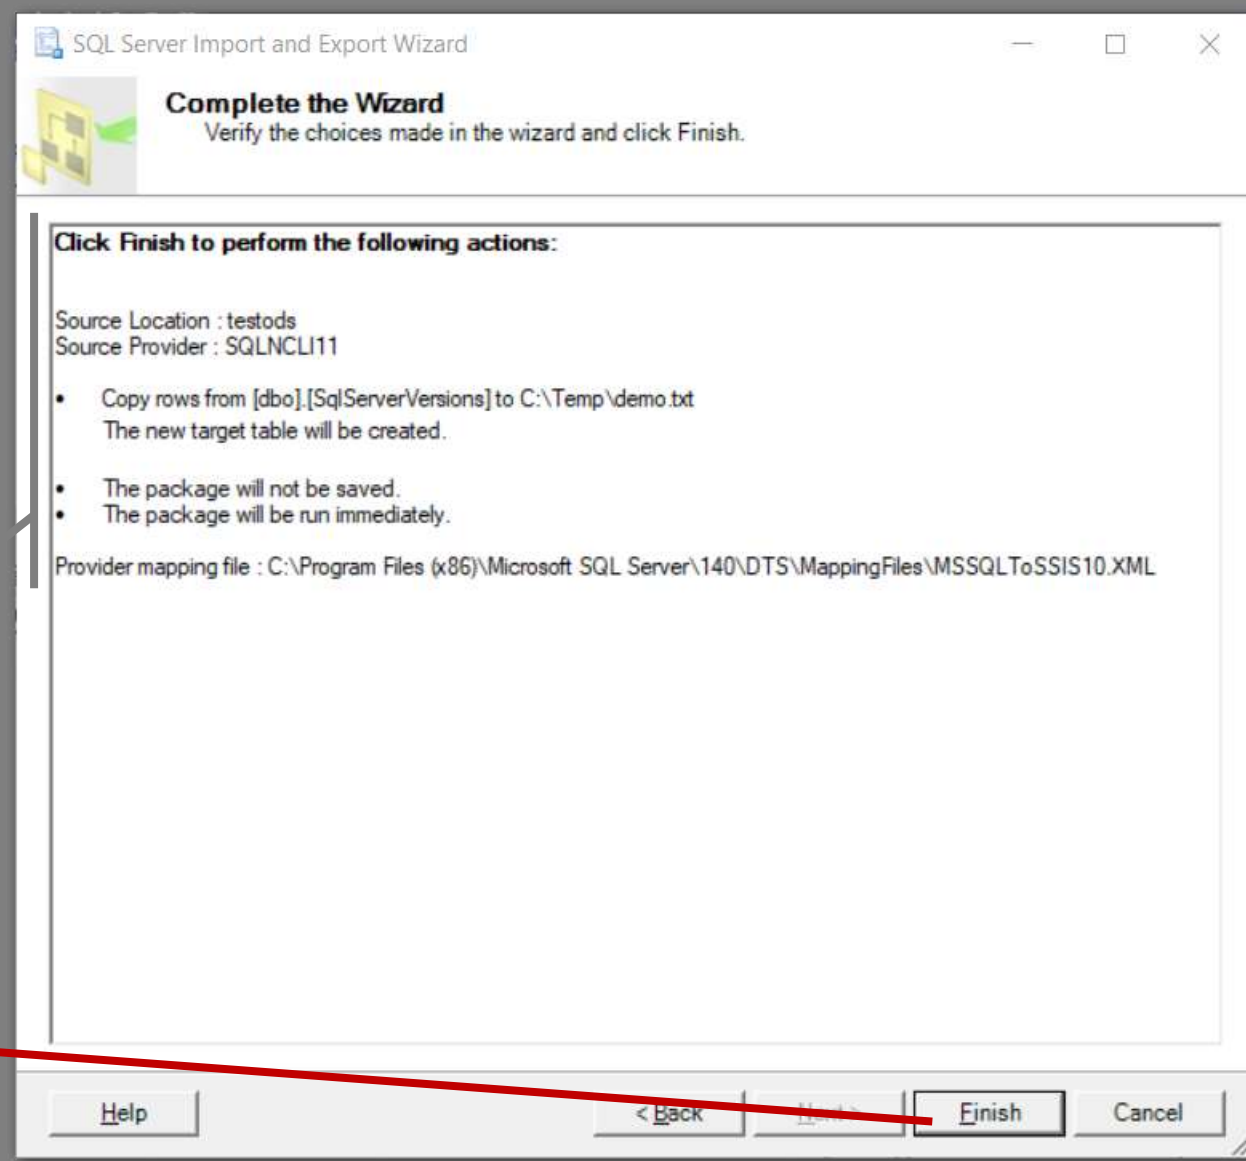 SQL Server Import and Export Wizard
Complete the Wizard
Verify the choices made in the wizard and click Finish.
Click Finish to perform the following actions:
Source Location : testods
Source Provider : SQLNCLI11
• Copy rows from [dbo].[SqlServerVersions] to C:\Temp\demo.txt
The new target table will be created.
• The package will not be saved.
• The package will be run immediately.
Provider mapping file : C:\Program Files (x86)\Microsoft SQL Server\140\DTS\MappingFiles\MSSQLToSSIS10.XML
Help < Back Next > Finish Cancel